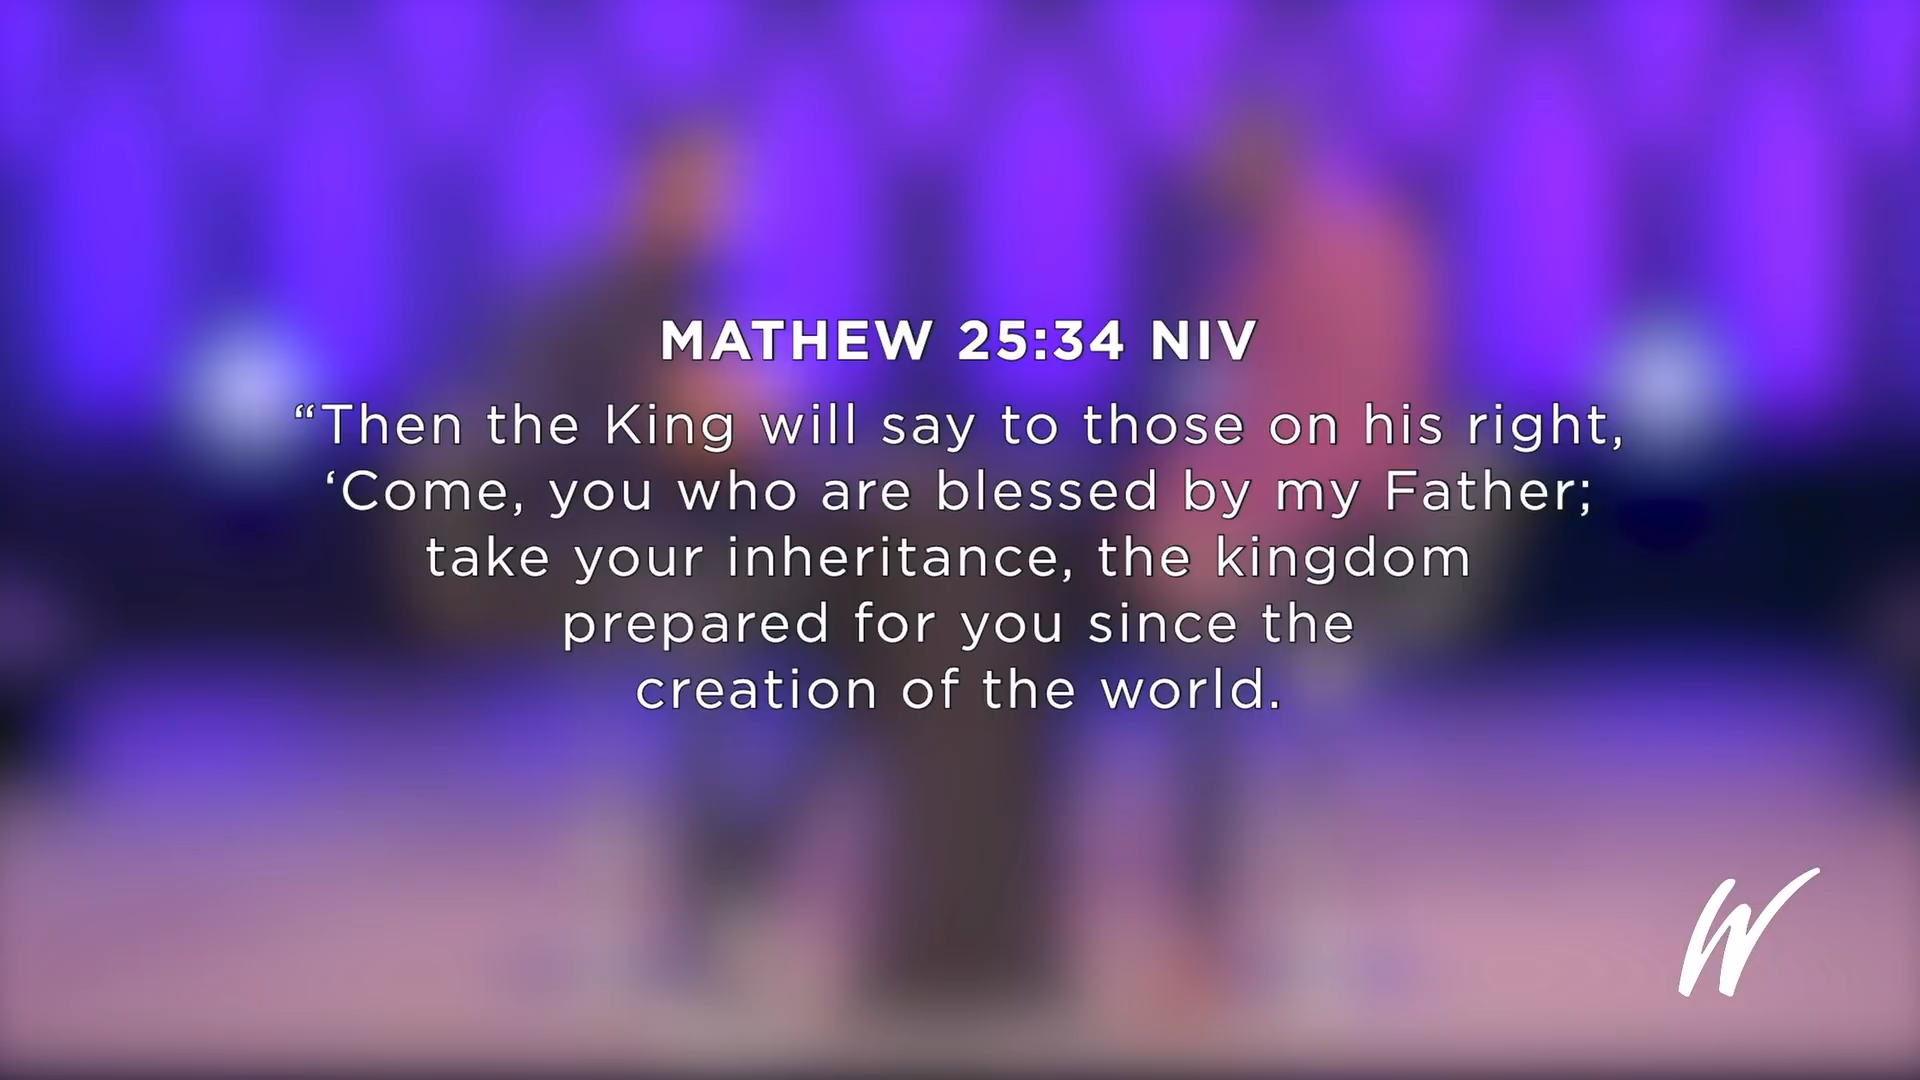 MATHEW 25:34 NIV
“Then the King will say to those on his right,
‘Come, you who are blessed by my Father;
take your inheritance, the kingdom
prepared for you since the
creation of the world.
W